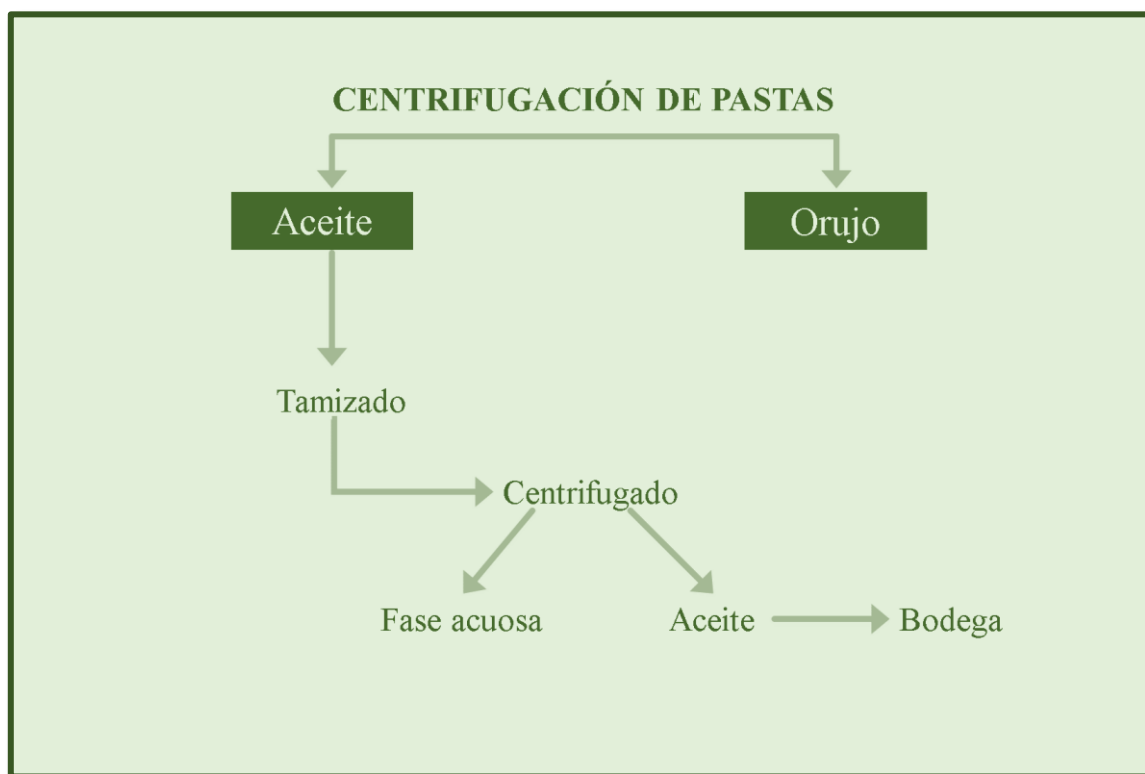 CENTRIFUGACIÓN DE PASTAS
Aceite
Orujo
Tamizado
Centrifugado
Fase acuosa
Aceite
Bodega